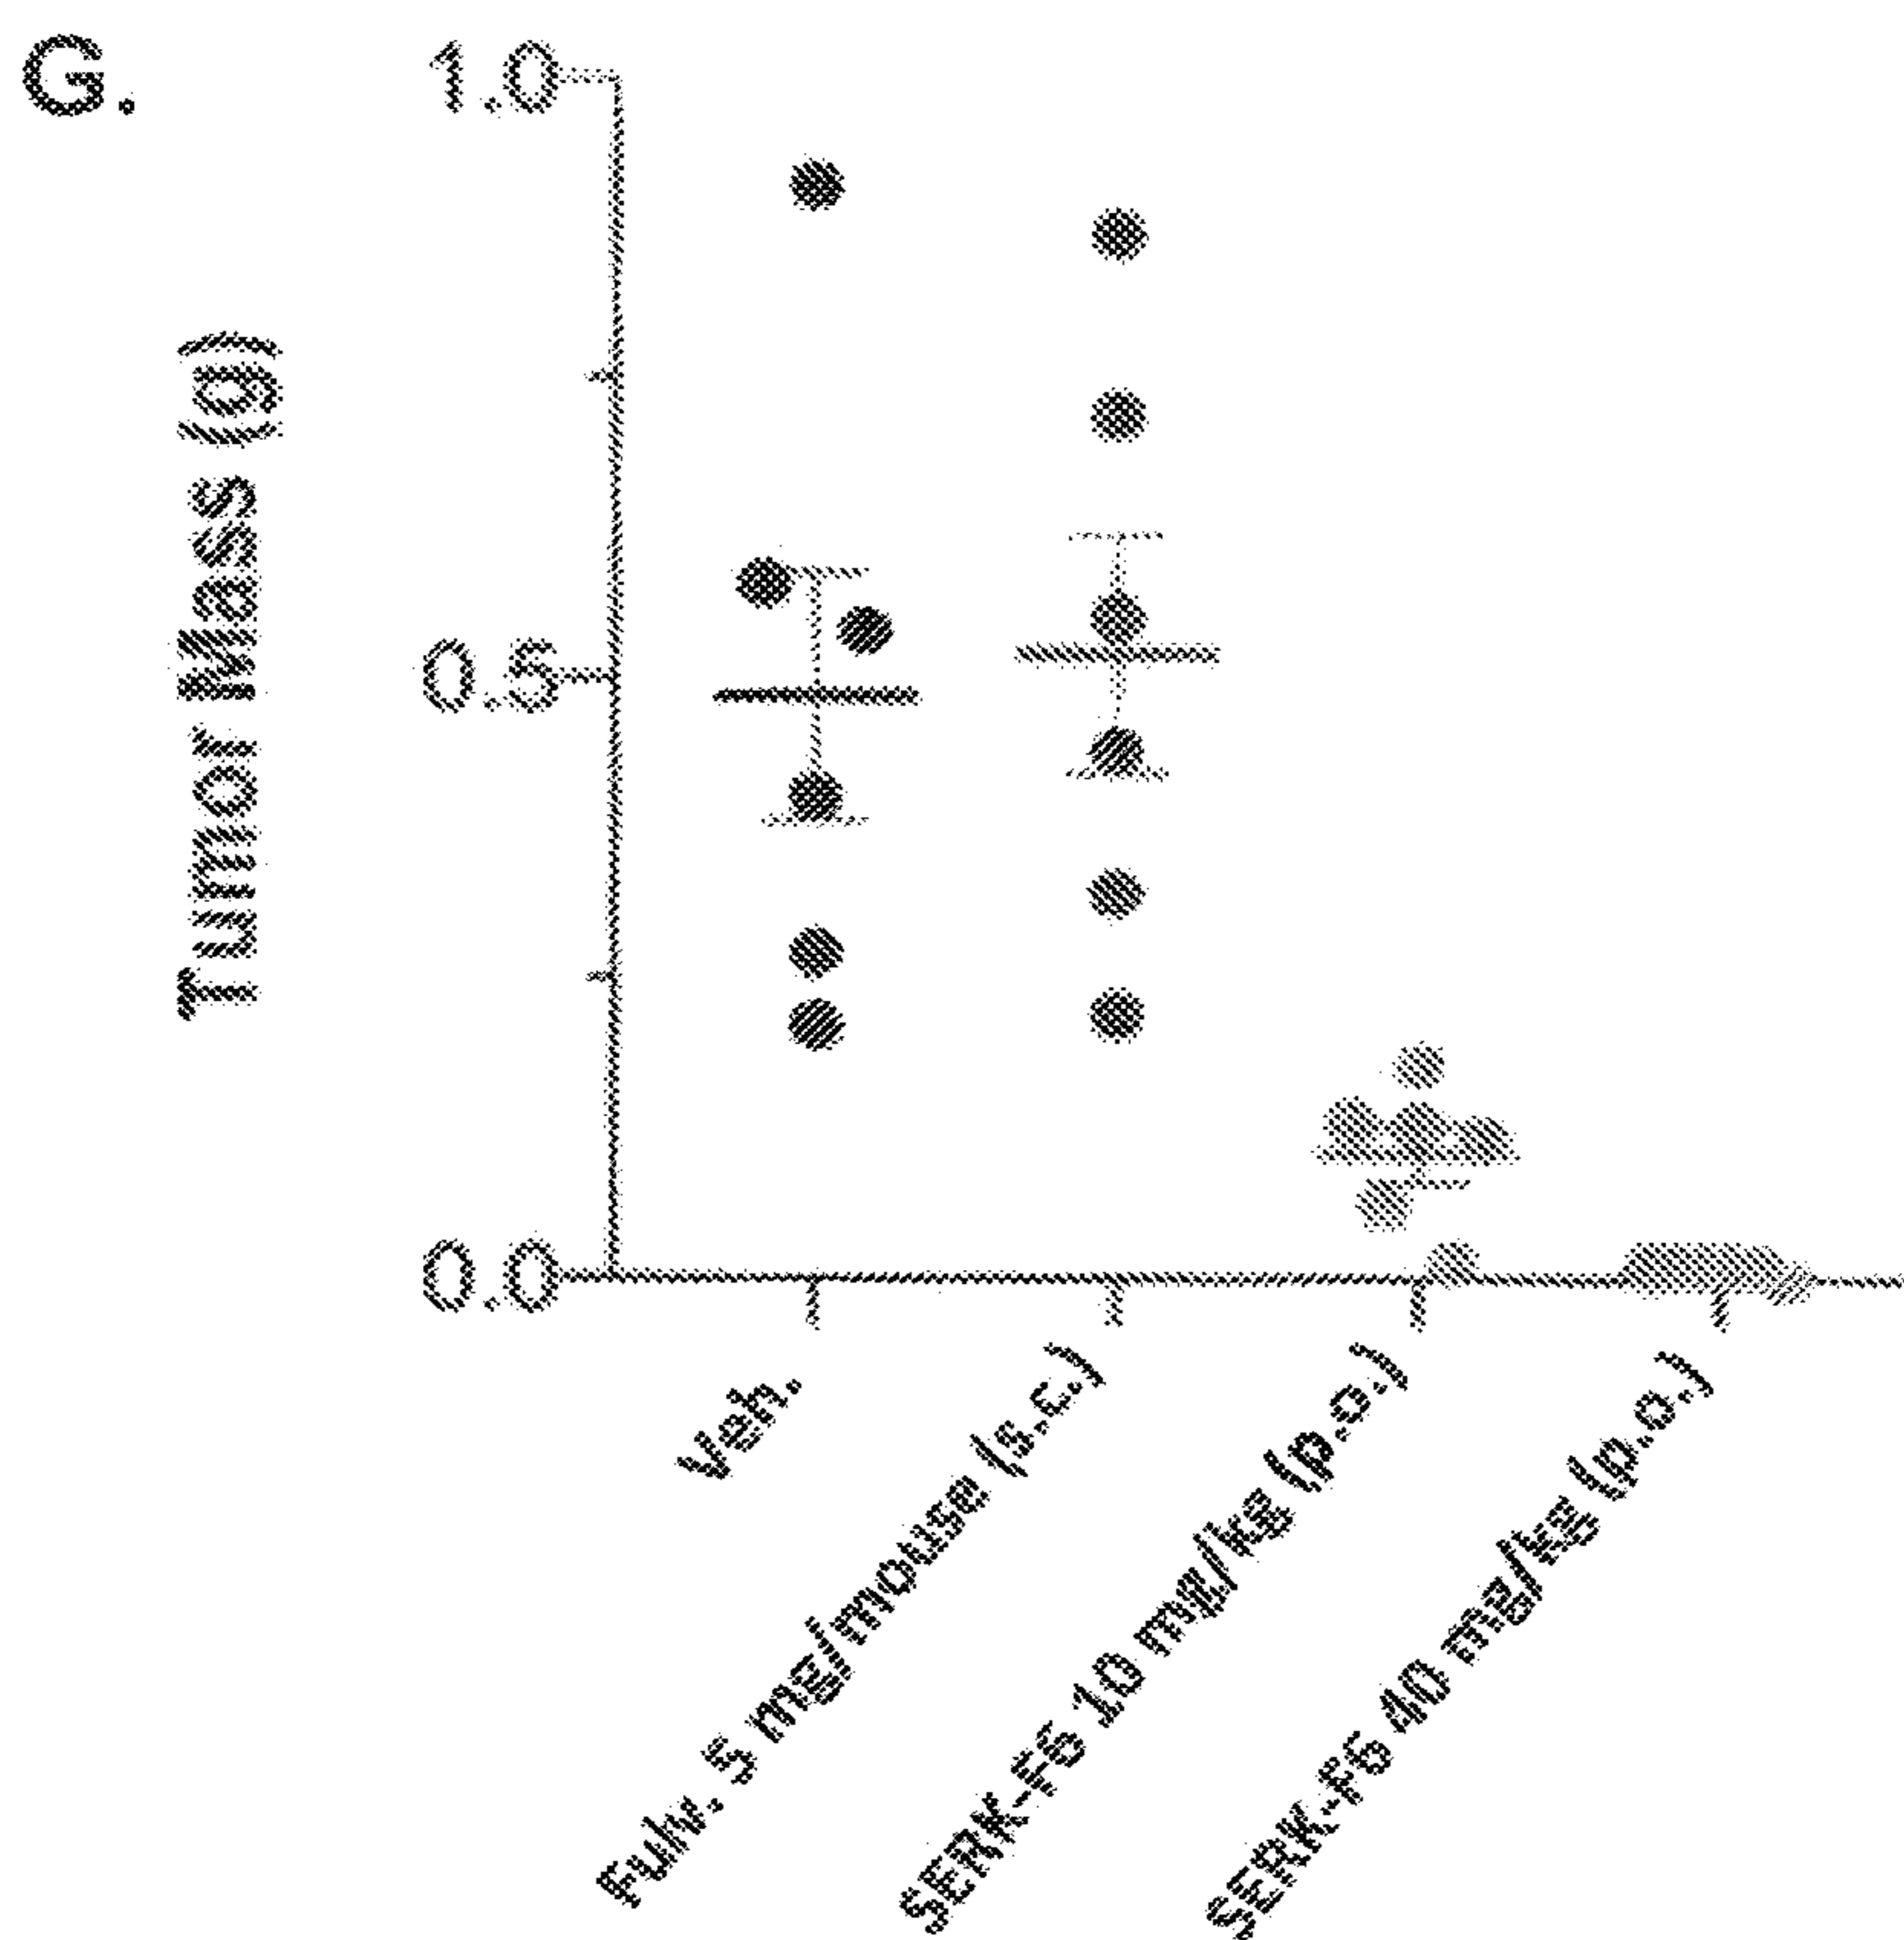 G.
Tumor Mass (g)
1.0
0.5
0.0
Veh.
Fulv. 5 mg/mouse (s.c.)
SERK-F6 10 mg/kg (p.o.)
SERK-F6 40 mg/kg (p.o.)